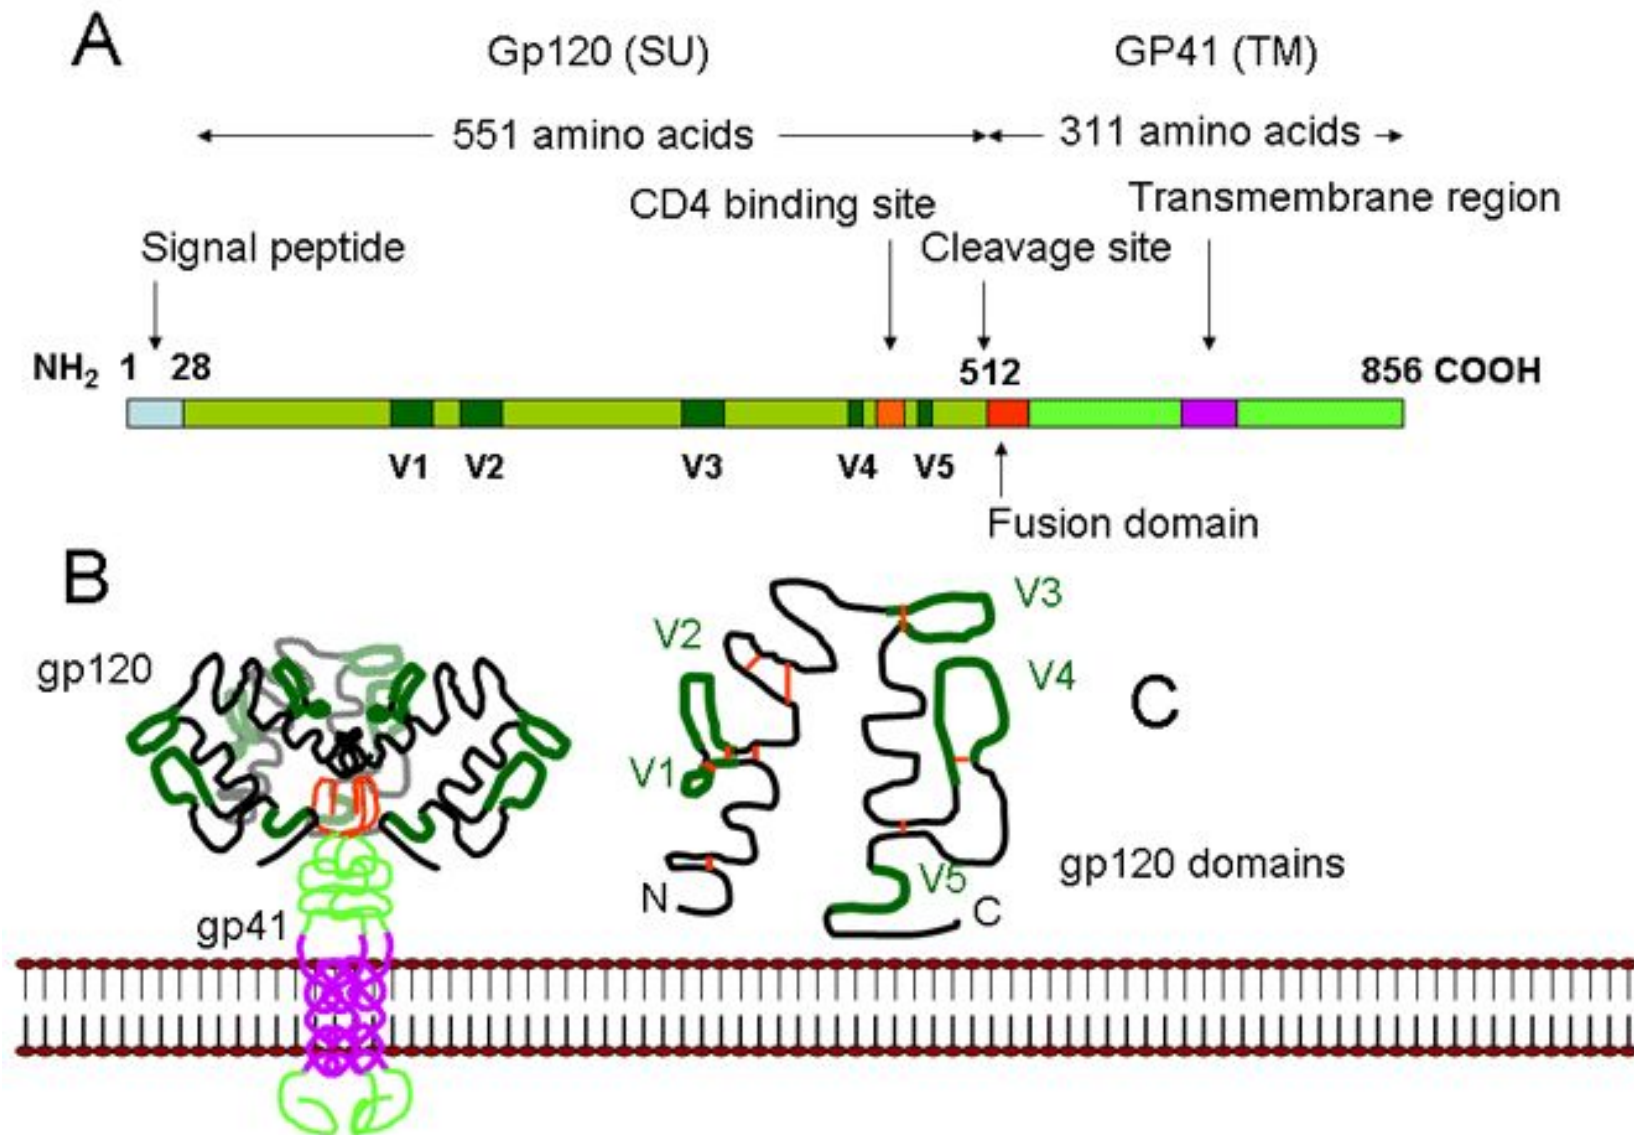 A
Gp120 (SU) GP41 (TM)
551 amino acids 311 amino acids
CD4 binding site Transmembrane region
Signal peptide Cleavage site
NH2 1 28 512 856 COOH
V1 V2 V3 V4 V5
Fusion domain
B
gp120
gp41
V3
V2
V4
C
V1
gp120 domains
V5
N
C